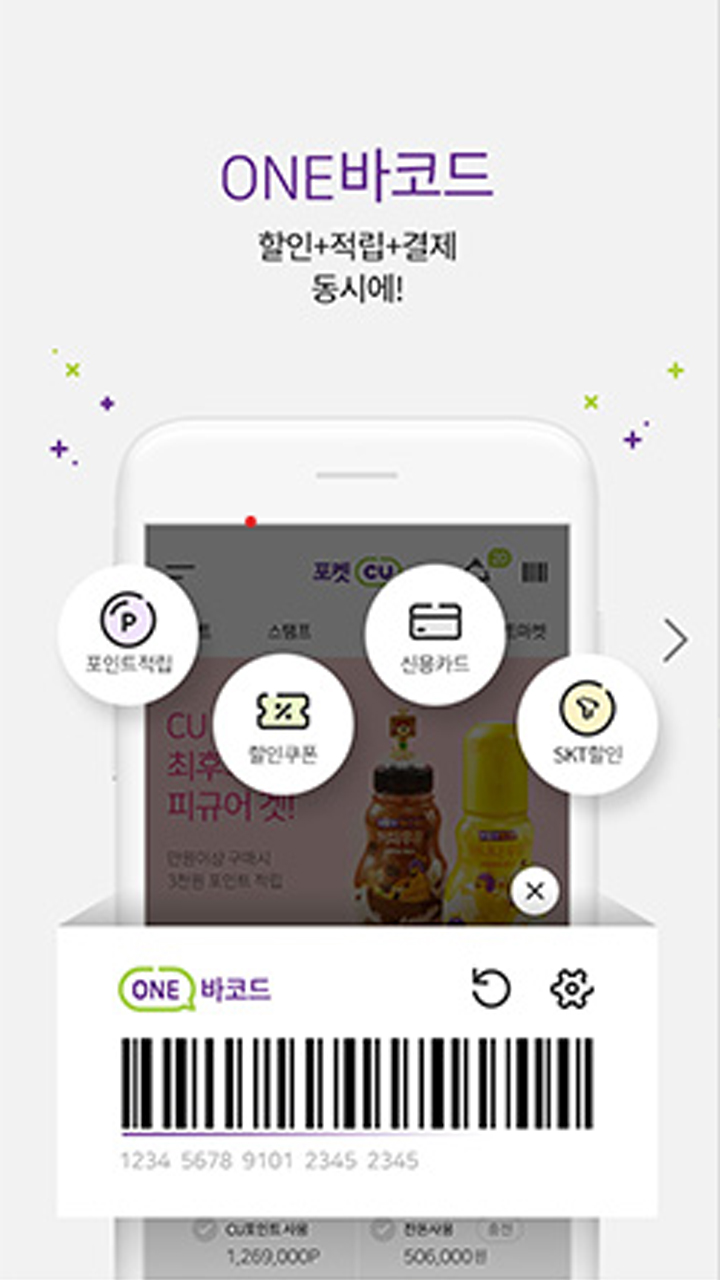 ONE바코드
할인+적립+결제
동시에!
포켓 CU
20
스탬프
포인트적립
신용카드
할인쿠폰
SKT할인
CU
최후
피규어 겟!
만원이상 구매시
3천원 포인트 적립
ONE 바코드
1234 5678 9101 2345 2345
CU포인트 사용
잔돈사용
충전
1,269,000P
506,000원